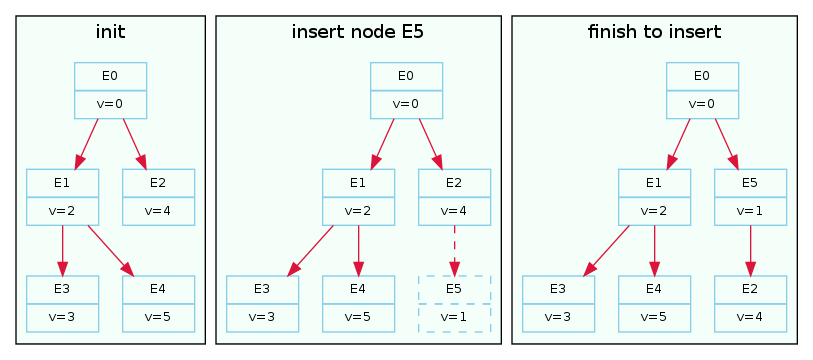 init
E0
v=0
E1
v=2
E2
v=4
E3
v=3
E4
v=5
insert node E5
E0
v=0
E1
v=2
E2
v=4
E3
v=3
E4
v=5
E5
v=1
finish to insert
E0
v=0
E1
v=2
E5
v=1
E3
v=3
E4
v=5
E2
v=4